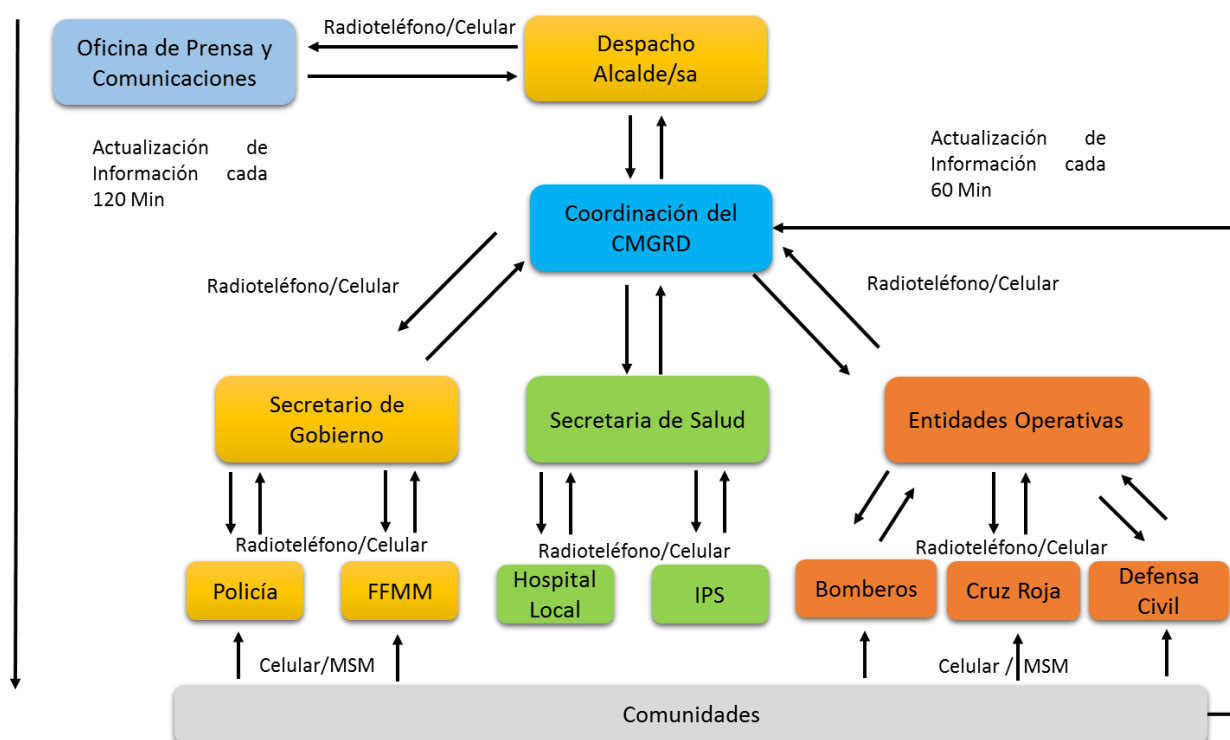 Radioteléfono/Celular
Oficina de Prensa y
Comunicaciones
Despacho
Alcalde/sa
Actualización de
Información cada
120 Min
Actualización de
Información cada
60 Min
Coordinación del
CMGRD
Radioteléfono/Celular
Radioteléfono/Celular
Secretario de
Gobierno
Secretaria de Salud
Entidades Operativas
Radioteléfono/Celular
Radioteléfono/Celular
Radioteléfono/Celular
Policía
FFMM
Hospital
Local
IPS
Bomberos
Cruz Roja
Defensa
Civil
Celular/MSM
Celular / MSM
Comunidades